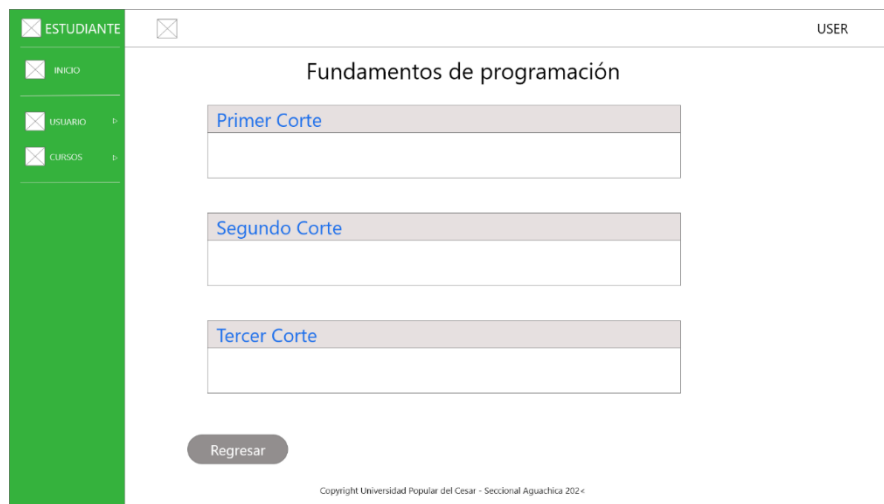 ESTUDIANTE
USER
INICIO
USUARIO
CURSOS
Fundamentos de programación
Primer Corte
Segundo Corte
Tercer Corte
Regresar
Copyright Universidad Popular del Cesar - Seccional Aguachica 202<